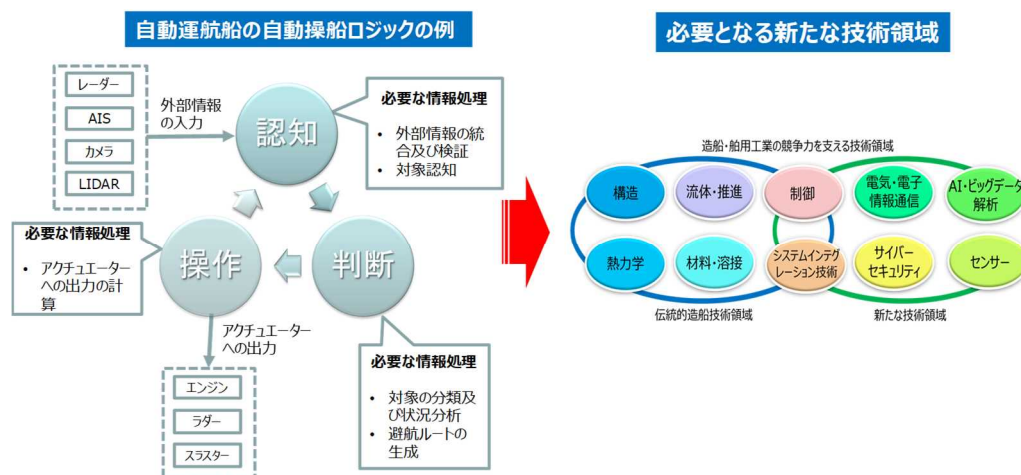 自動運航船の自動操船ロジックの例
レーダー
AIS
カメラ
LIDAR
外部情報
の入力
認知
必要な情報処理
• 外部情報の統
合及び検証
• 対象認知
必要な情報処理
• アクチュエーター
への出力の計
算
操作
判断
アクチュエーター
への出力
エンジン
ラダー
スラスター
必要な情報処理
• 対象の分類及
び状況分析
• 避航ルートの
生成
必要となる新たな技術領域
造船・舶用工業の競争力を支える技術領域
構造
流体・推進
制御
電気・電子
情報通信
AI・ビッグデータ
解析
熱力学
材料・溶接
システムインテグ
レーション技術
サイバー
セキュリティ
センサー
伝統的造船技術領域
新たな技術領域